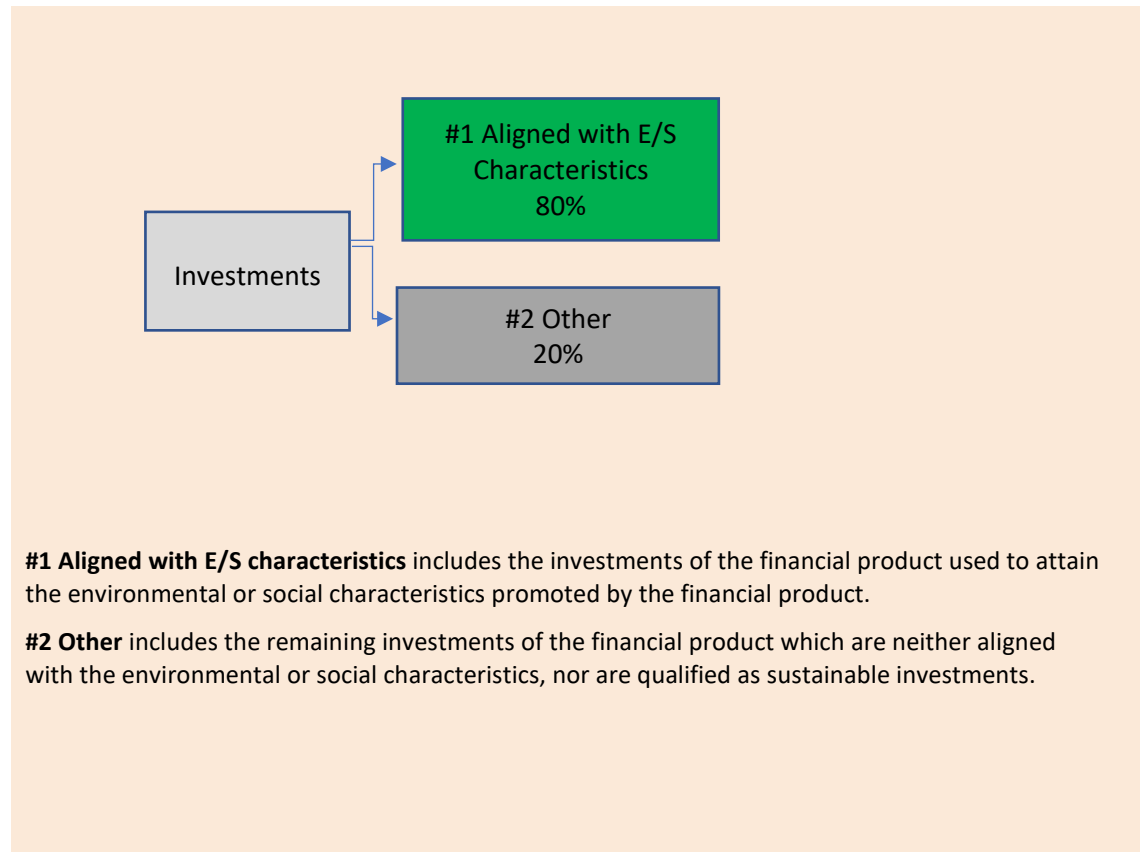 #1 Aligned with E/S
Characteristics
80%
Investments
#2 Other
20%
#1 Aligned with E/S characteristics includes the investments of the financial product used to attain
the environmental or social characteristics promoted by the financial product.
#2 Other includes the remaining investments of the financial product which are neither aligned
with the environmental or social characteristics, nor are qualified as sustainable investments.